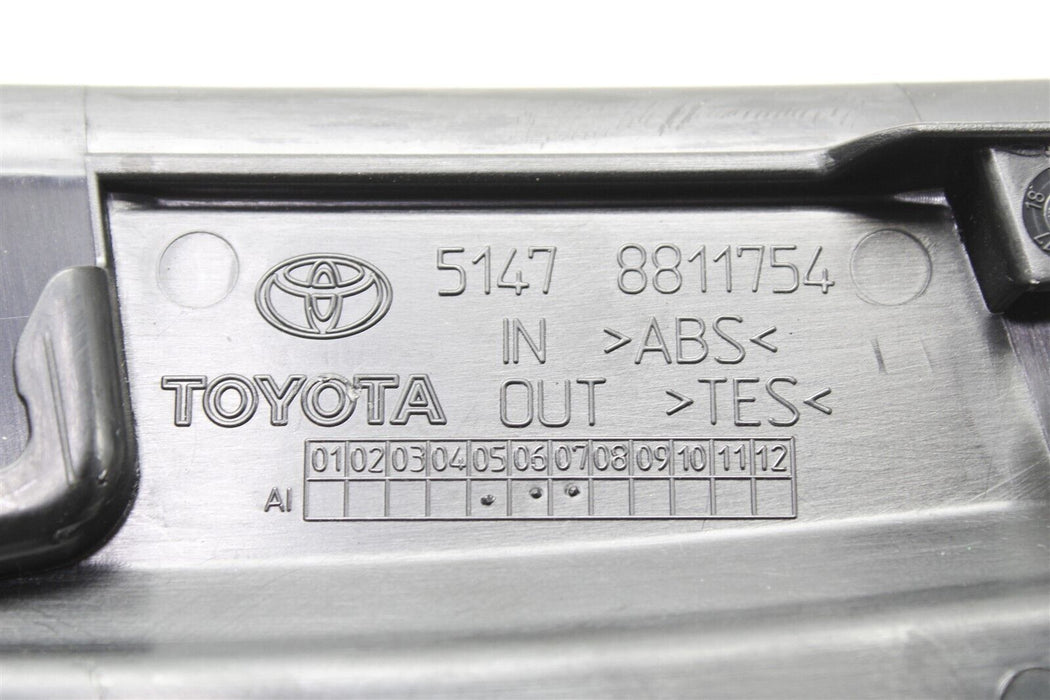 5147 8811754
IN >ABS<
TOYOTA OUT >TES<
01 02 03 04 05 06 07 08 09 10 11 12
AI
18